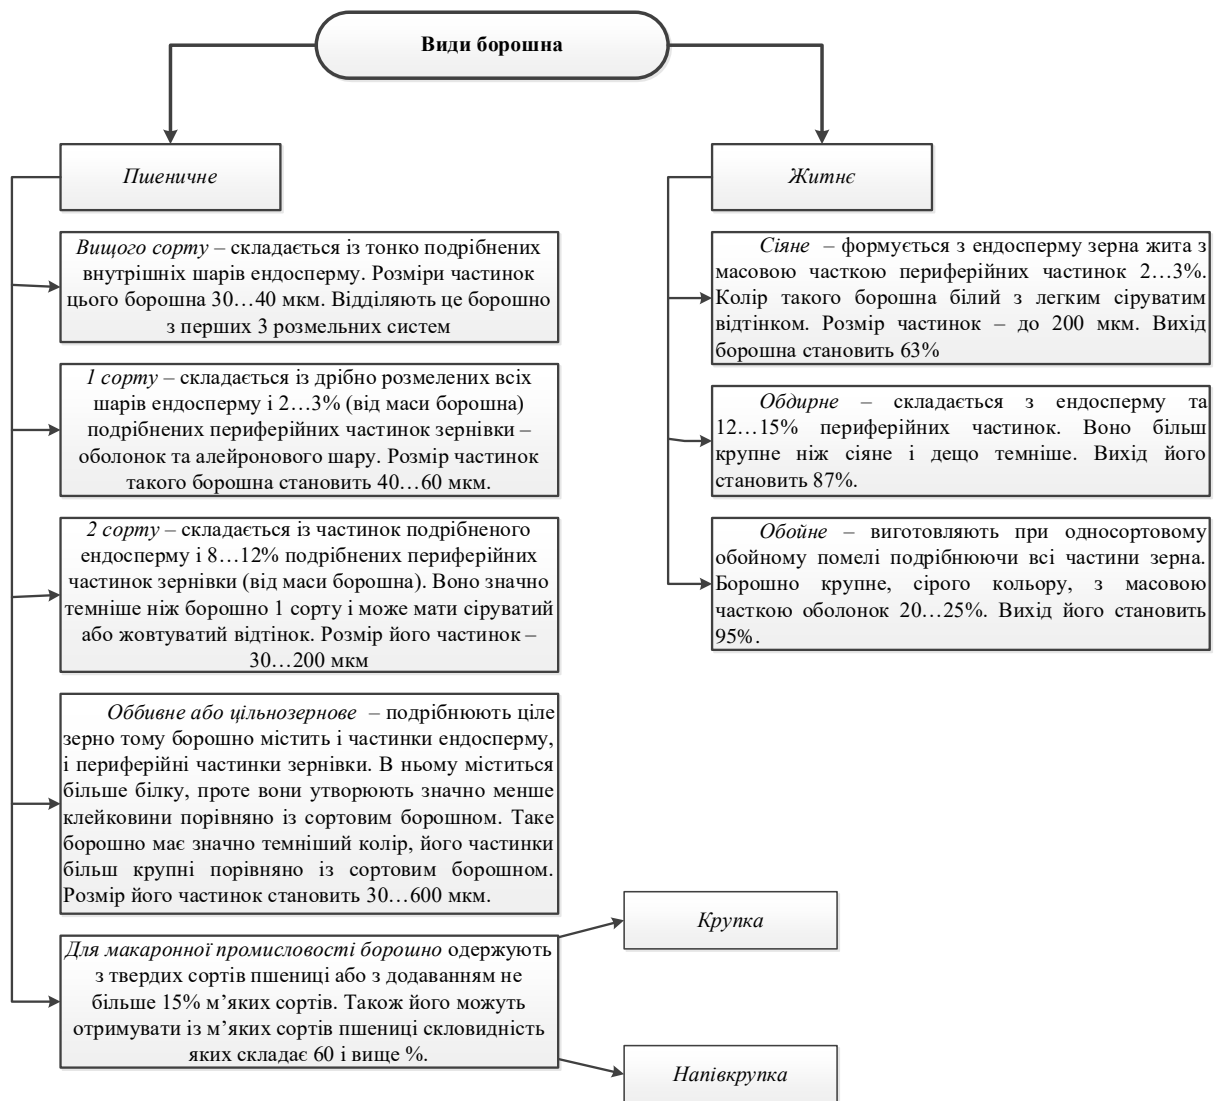 Види борошна
Пшеничне
Житнє
Вищого сорту – складається із тонко подрібнених
внутрішніх шарів ендосперму. Розміри частинок
цього борошна 30…40 мкм. Відділяють це борошно
з перших 3 розмельних систем
1 сорту – складається із дрібно розмелених всіх
шарів ендосперму і 2…3% (від маси борошна)
подрібнених периферійних частинок зернівки –
оболонок та алейронового шару. Розмір частинок
такого борошна становить 40…60 мкм.
2 сорту – складається із частинок подрібненого
ендосперму і 8…12% подрібнених периферійних
частинок зернівки (від маси борошна). Воно значно
темніше ніж борошно 1 сорту і може мати сіруватий
або жовтуватий відтінок. Розмір його частинок –
30…200 мкм
Оббивне або цільнозернове – подрібнюють ціле
зерно тому борошно містить і частинки ендосперму,
і периферійні частинки зернівки. В ньому міститься
більше білку, проте вони утворюють значно менше
клейковини порівняно із сортовим борошном. Таке
борошно має значно темніший колір, його частинки
більш крупні порівняно із сортовим борошном.
Розмір його частинок становить 30…600 мкм.
Для макаронної промисловості борошно одержують
з твердих сортів пшениці або з додаванням не
більше 15% м’яких сортів. Також його можуть
отримувати із м’яких сортів пшениці скловидність
яких складає 60 і вище %.
Сіяне – формується з ендосперму зерна жита з
масовою часткою периферійних частинок 2…3%.
Колір такого борошна білий з легким сіруватим
відтінком. Розмір частинок – до 200 мкм. Вихід
борошна становить 63%
Обдирне – складається з ендосперму та
12…15% периферійних частинок. Воно більш
крупне ніж сіяне і дещо темніше. Вихід його
становить 87%.
Обойне – виготовляють при односортовому
обойному помелі подрібнюючи всі частини зерна.
Борошно крупне, сірого кольору, з масовою
часткою оболонок 20…25%. Вихід його становить
95%.
Крупка
Напівкрупка